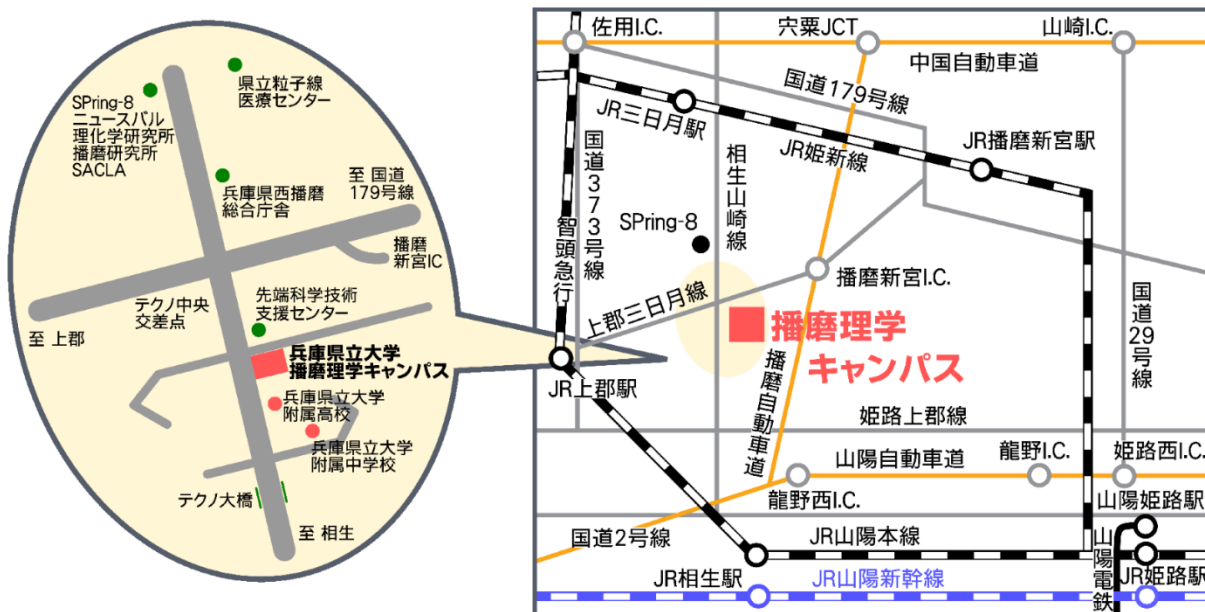 県立粒子線
医療センター
SPring-8
ニュースバル
理化学研究所
播磨研究所
SACLA
兵庫県西播磨
総合庁舎
至 国道
179号線
播磨
新宮IC
テクノ中央
交差点
先端科学技術
支援センター
至 上郡
兵庫県立大学
播磨理学キャンパス
兵庫県立大学
附属高校
兵庫県立大学
附属中学校
テクノ大橋
至 相生
佐用I.C.
宍粟JCT
山崎I.C.
中国自動車道
国道179号線
JR三日月駅
JR姫新線
JR播磨新宮駅
国道373号線
智頭急行
相生山崎線
SPring-8
播磨新宮I.C.
上郡三日月線
播磨理学
キャンパス
国道29号線
JR上郡駅
播磨自動車道
姫路上郡線
山陽自動車道
龍野I.C.
姫路西I.C.
龍野西I.C.
山陽姫路駅
国道2号線
JR山陽本線
山陽電鉄
JR相生駅
JR山陽新幹線
JR姫路駅